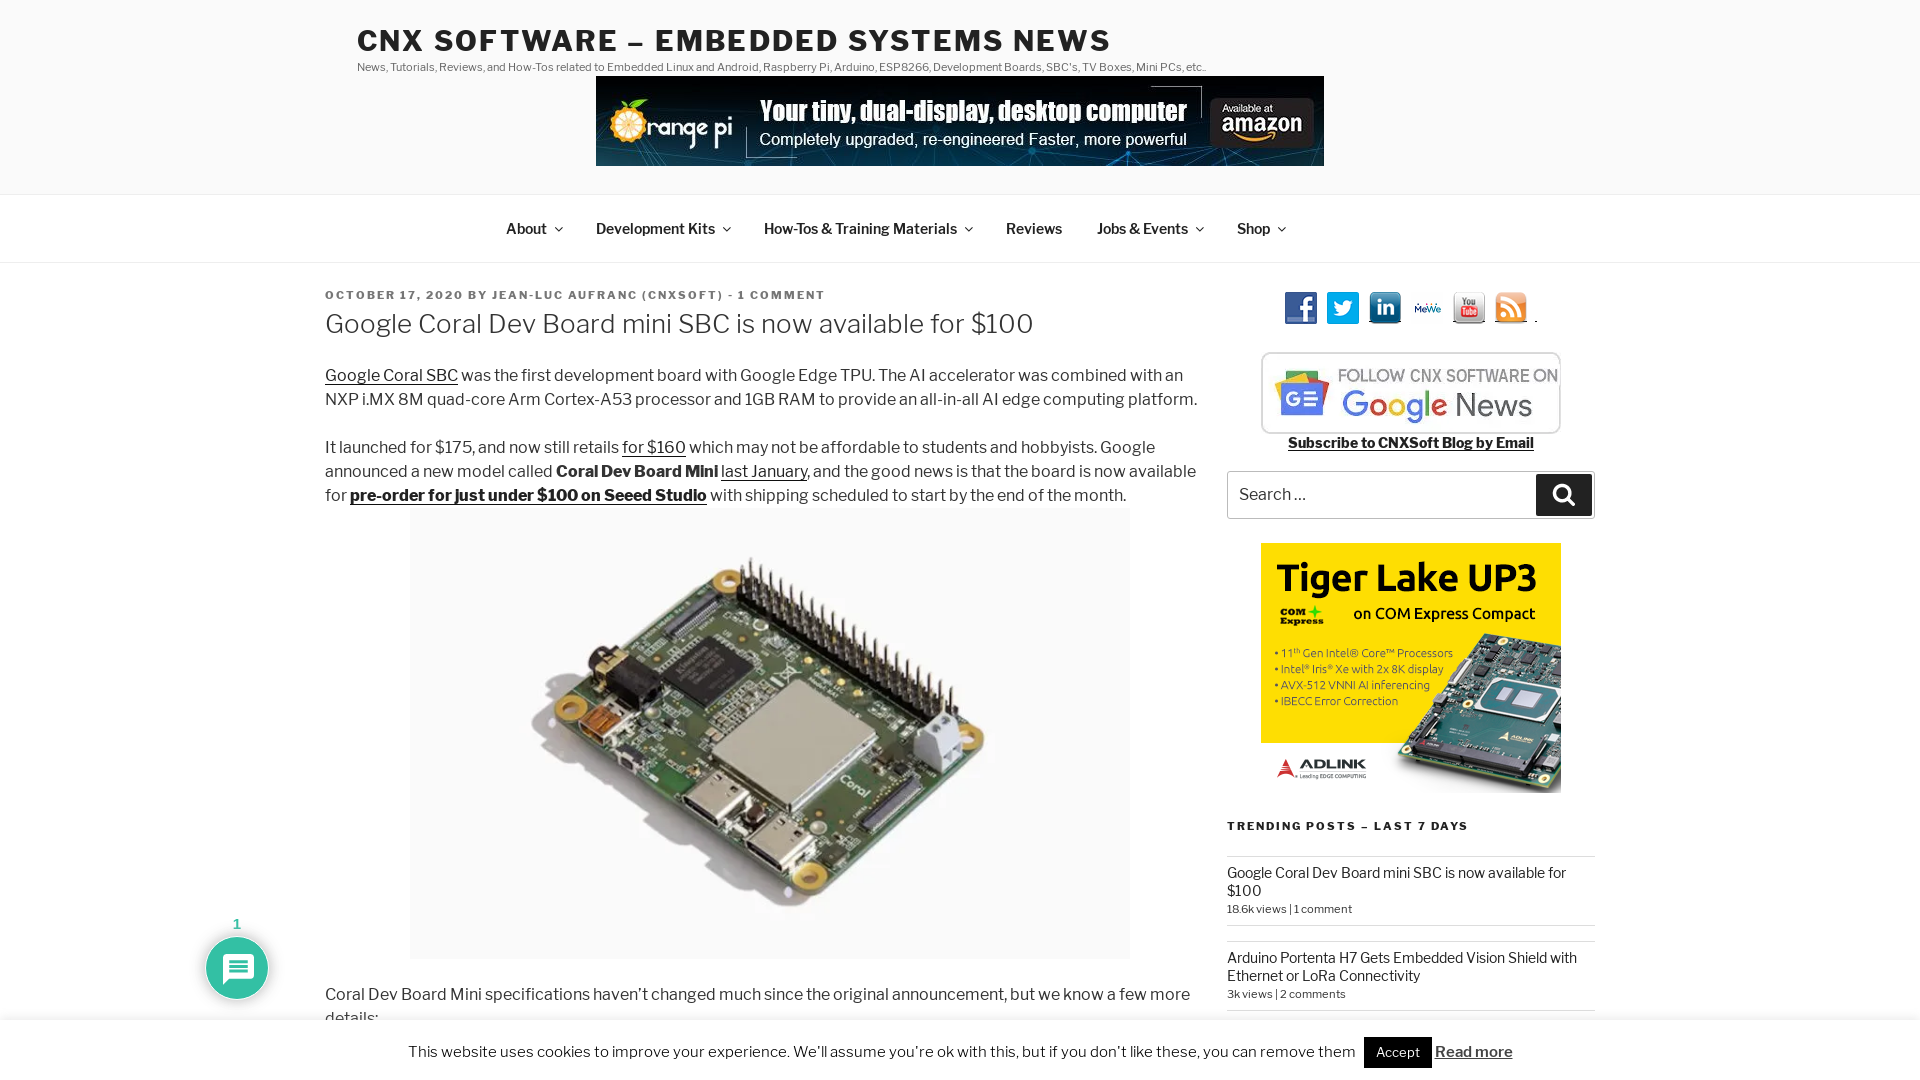 CNX SOFTWARE – EMBEDDED SYSTEMS NEWS
News, Tutorials, Reviews, and How-Tos related to Embedded Linux and Android, Raspberry Pi, Arduino, ESP8266, Development Boards, SBC's, TV Boxes, Mini PCs, etc..
range pi
Your tiny, dual-display, desktop computer
Completely upgraded, re-engineered Faster, more powerful
Available at
amazon
About
Development Kits
How-Tos & Training Materials
Reviews
Jobs & Events
Shop
OCTOBER 17, 2020 BY JEAN-LUC AUFRANC (CNXSOFT) - 1 COMMENT
Google Coral Dev Board mini SBC is now available for $100
Google Coral SBC was the first development board with Google Edge TPU. The AI accelerator was combined with an
NXP i.MX 8M quad-core Arm Cortex-A53 processor and 1GB RAM to provide an all-in-all AI edge computing platform.
It launched for $175, and now still retails for $160 which may not be affordable to students and hobbyists. Google
announced a new model called Coral Dev Board Mini last January, and the good news is that the board is now available
for pre-order for just under $100 on Seeed Studio with shipping scheduled to start by the end of the month.
Coral
Coral Dev Board Mini specifications haven’t changed much since the original announcement, but we know a few more
details:
1
in
MeWe
You
Tube
FOLLOW CNX SOFTWARE ON
GE Google News
Subscribe to CNXSoft Blog by Email
Search …
Tiger Lake UP3
COM
Express
on COM Express Compact
• 11th Gen Intel® Core™ Processors
• Intel® Iris® Xe with 2x 8K display
• AVX-512 VNNI AI inferencing
• IBECC Error Correction
ADLINK
Leading EDGE COMPUTING
ADLINK
TRENDING POSTS – LAST 7 DAYS
Google Coral Dev Board mini SBC is now available for
$100
18.6k views | 1 comment
Arduino Portenta H7 Gets Embedded Vision Shield with
Ethernet or LoRa Connectivity
3k views | 2 comments
This website uses cookies to improve your experience. We'll assume you're ok with this, but if you don't like these, you can remove them
Accept
Read more